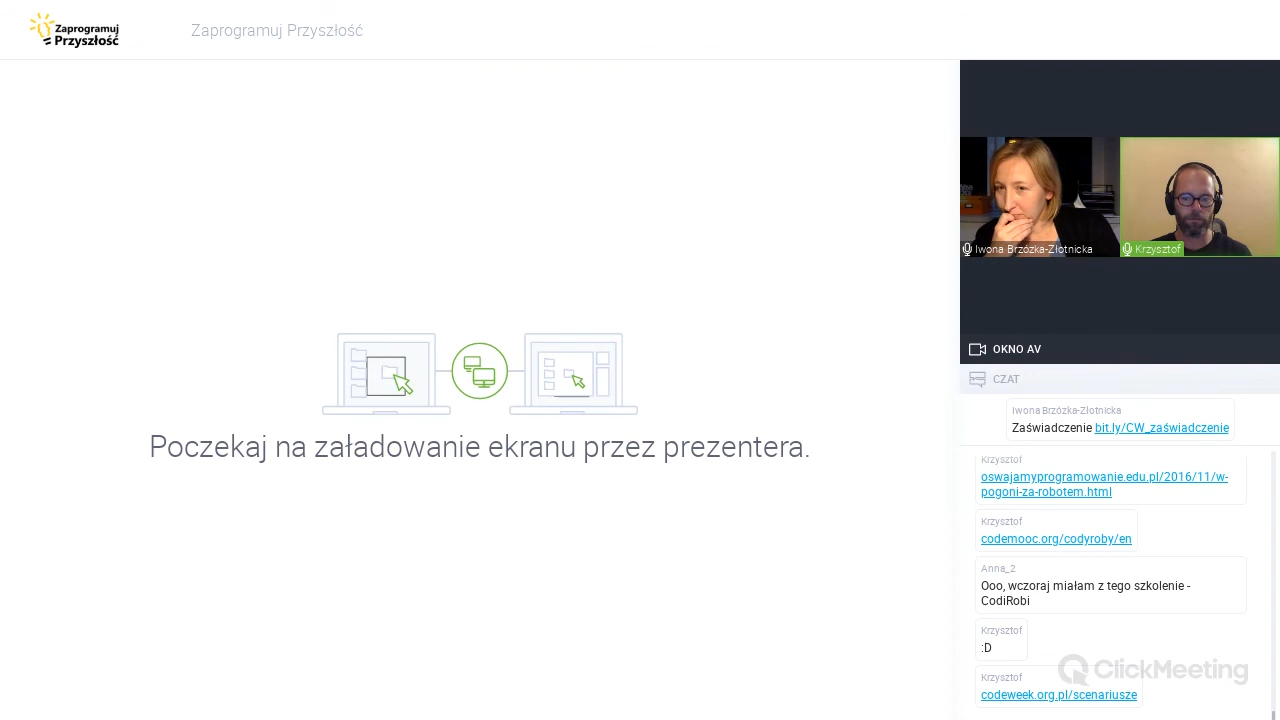 Zaprogramuj
Przyszłość
Zaprogramuj Przyszłość
Poczekaj na załadowanie ekranu przez prezentera.
Iwona Brzózka-Złotnicka
Krzysztof
OKNO AV
CZAT
Iwona Brzózka-Złotnicka
Zaświadczenie bit.ly/CW_zaświadczenie
Krzysztof
oswajamyprogramowanie.edu.pl/2016/11/w-
pogoni-za-robotem.html
Krzysztof
codemooc.org/codyroby/en
Anna_2
Ooo, wczoraj miałam z tego szkolenie -
CodiRobi
Krzysztof
:D
ClickMeeting
Krzysztof
codeweek.org.pl/scenariusze